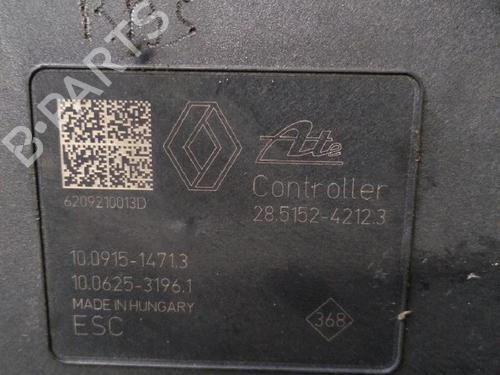 B-PARTS
Ate
Controller
6209210013D
28.5152-4212.3
10.0915-1471.3
10.0625-3196.1
MADE IN HUNGARY
ESC
368